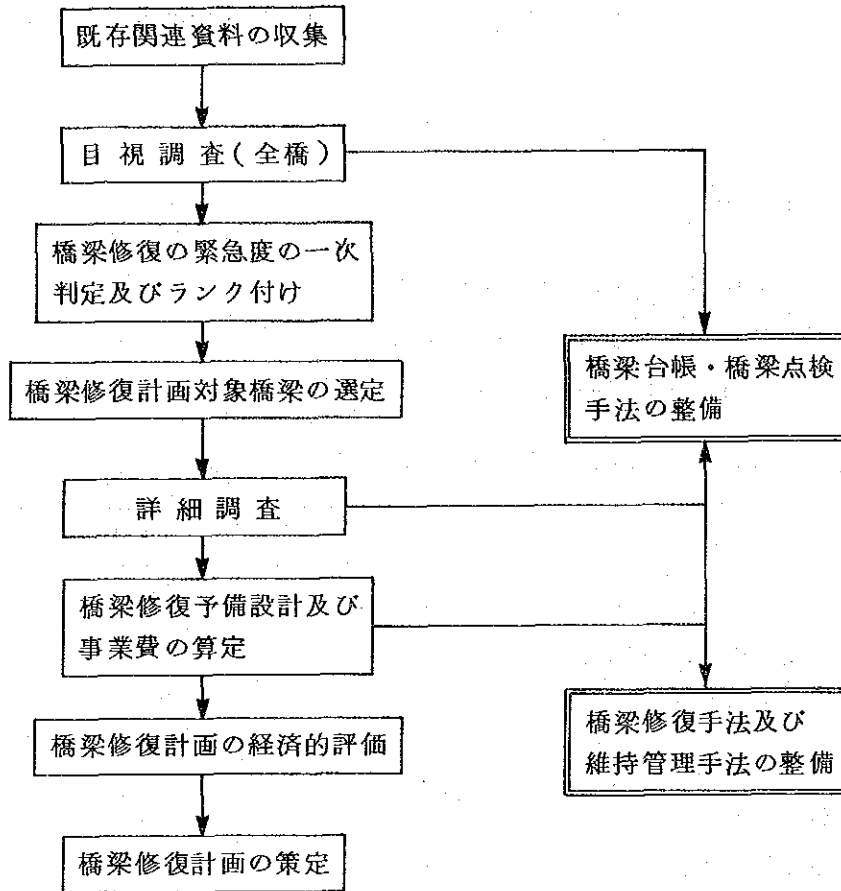 既存関連資料の収集
目視調査(全橋)
橋梁修復の緊急度の一次
判定及びランク付け
橋梁修復計画対象橋梁の選定
詳細調査
橋梁修復予備設計及び
事業費の算定
橋梁修復計画の経済的評価
橋梁修復計画の策定
橋梁台帳・橋梁点検
手法の整備
橋梁修復手法及び
維持管理手法の整備